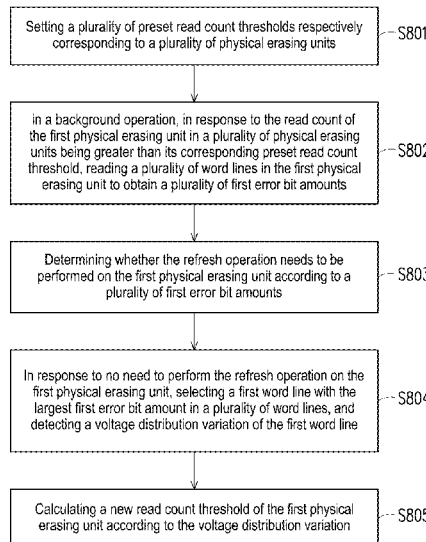 Setting a plurality of preset read count thresholds respectively
corresponding to a plurality of physical erasing units
S801
in a background operation, in response to the read count of
the first physical erasing unit in a plurality of physical erasing
units being greater than its corresponding preset read count
threshold, reading a plurality of word lines in the first physical
erasing unit to obtain a plurality of first error bit amounts
S802
Determining whether the refresh operation needs to be
performed on the first physical erasing unit according to a
plurality of first error bit amounts
S803
In response to no need to perform the refresh operation on the
first physical erasing unit, selecting a first word line with the
largest first error bit amount in a plurality of word lines, and
detecting a voltage distribution variation of the first word line
S804
Calculating a new read count threshold of the first physical
erasing unit according to the voltage distribution variation
S805